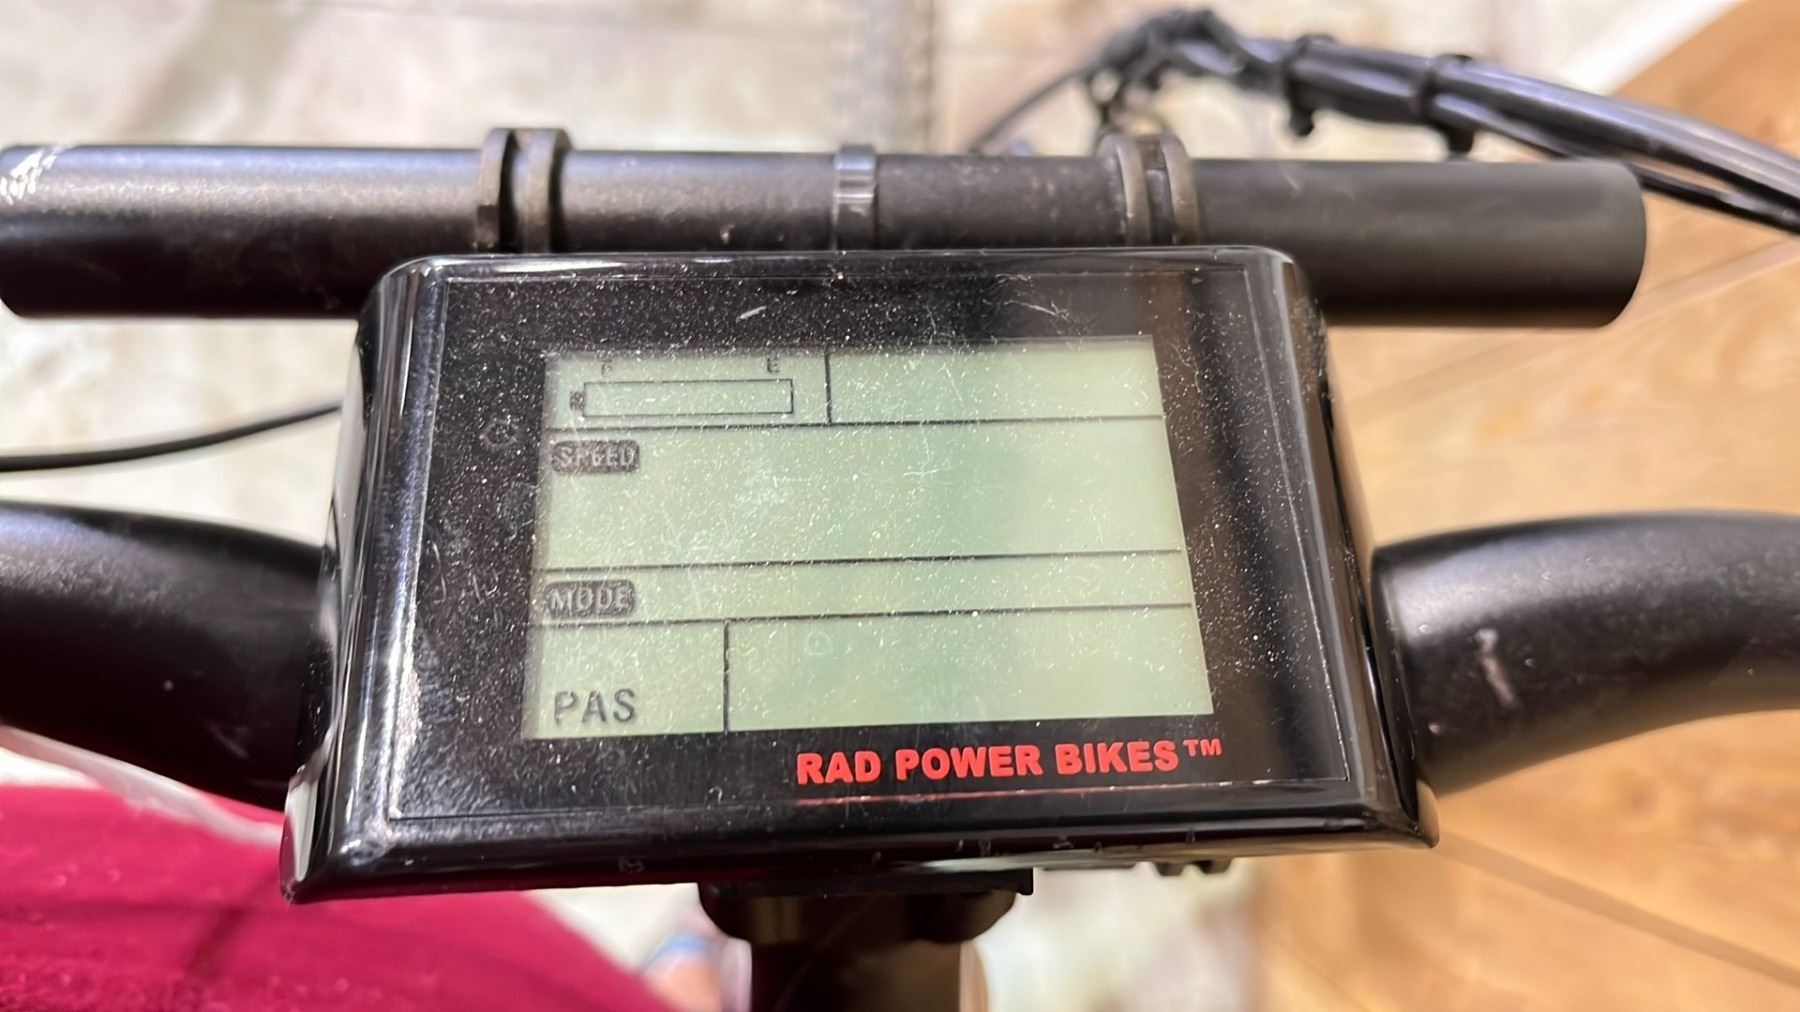 F E
SPEED
MODE
PAS
RAD POWER BIKES™